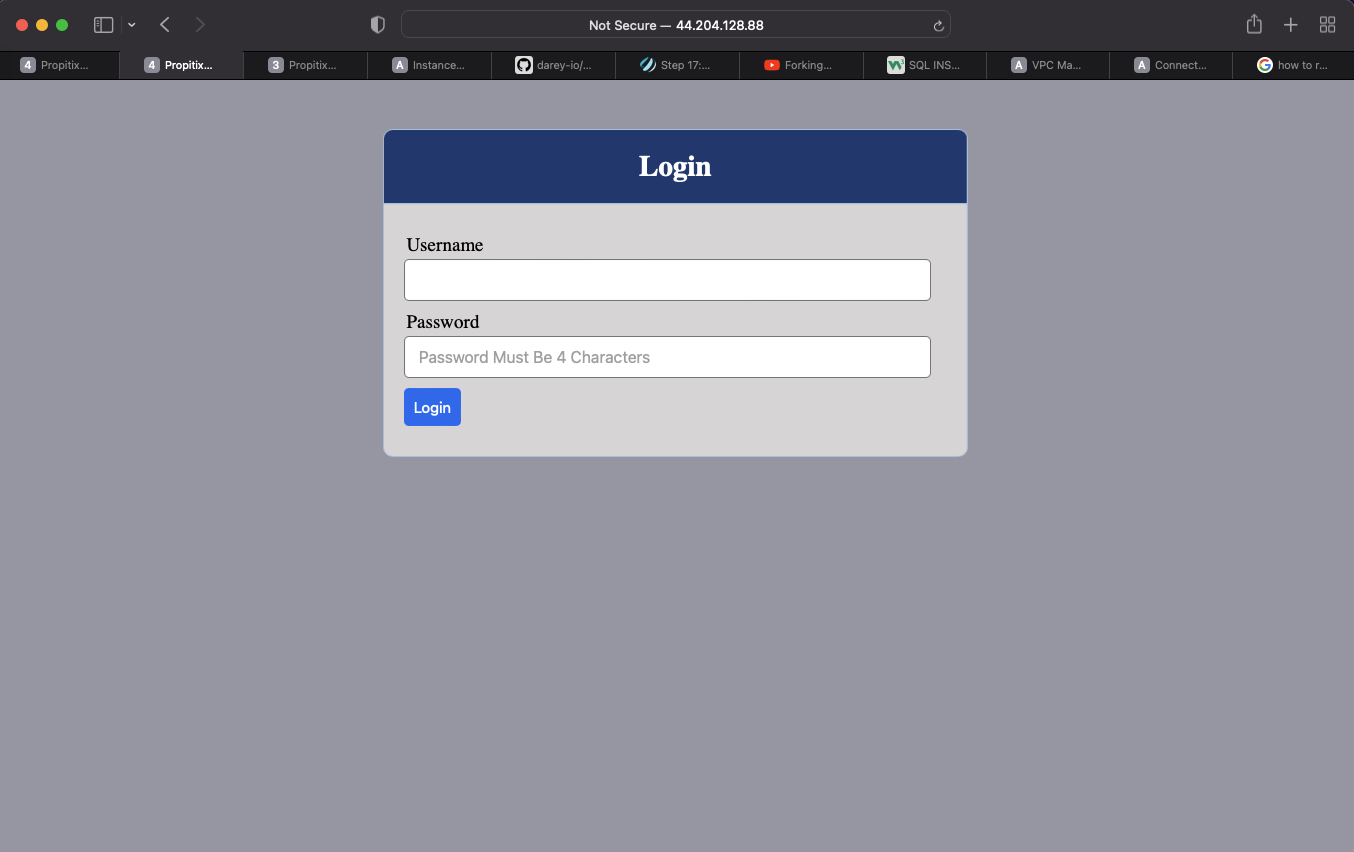 Not Secure — 44.204.128.88
4 Propitix... 4 Propitix... 3 Propitix... A Instance... darey-io/... Step 17:... Forking... W3 SQL INS... A VPC Ma... A Connect... G how to r...
Login
Username
Password
Password Must Be 4 Characters
Login